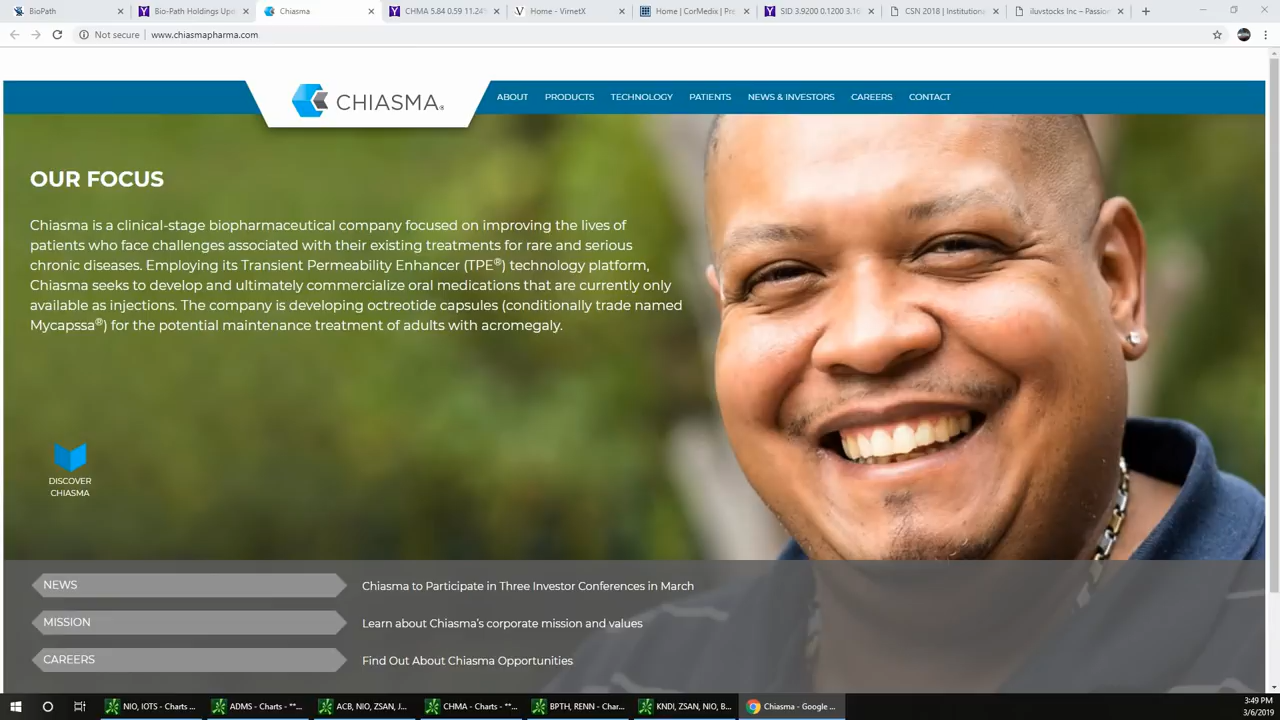 BioPath
Bio-Path Holdings Upo
Chiasma
CHMA 5.84 0.59 11.24
Home - VirnetX
Home | CorMedix | Pre
SID 3.9200 0.1200 3.16
CSN 2018 | Institutiona
iluvstocks Inc – Passion
Not secure | www.chiasmapharma.com
CHIASMA®
ABOUT
PRODUCTS
TECHNOLOGY
PATIENTS
NEWS & INVESTORS
CAREERS
CONTACT
OUR FOCUS
Chiasma is a clinical-stage biopharmaceutical company focused on improving the lives of
patients who face challenges associated with their existing treatments for rare and serious
chronic diseases. Employing its Transient Permeability Enhancer (TPE®) technology platform,
Chiasma seeks to develop and ultimately commercialize oral medications that are currently only
available as injections. The company is developing octreotide capsules (conditionally trade named
Mycapssa®) for the potential maintenance treatment of adults with acromegaly.
DISCOVER
CHIASMA
NEWS
Chiasma to Participate in Three Investor Conferences in March
MISSION
Learn about Chiasma's corporate mission and values
CAREERS
Find Out About Chiasma Opportunities
NIO, IOTS - Charts ...
ADMS - Charts - **...
ACB, NIO, ZSAN, J...
CHMA - Charts - **...
BPTH, RENN - Char...
KNDI, ZSAN, NIO, B...
Chiasma - Google ...
3:49 PM
3/6/2019